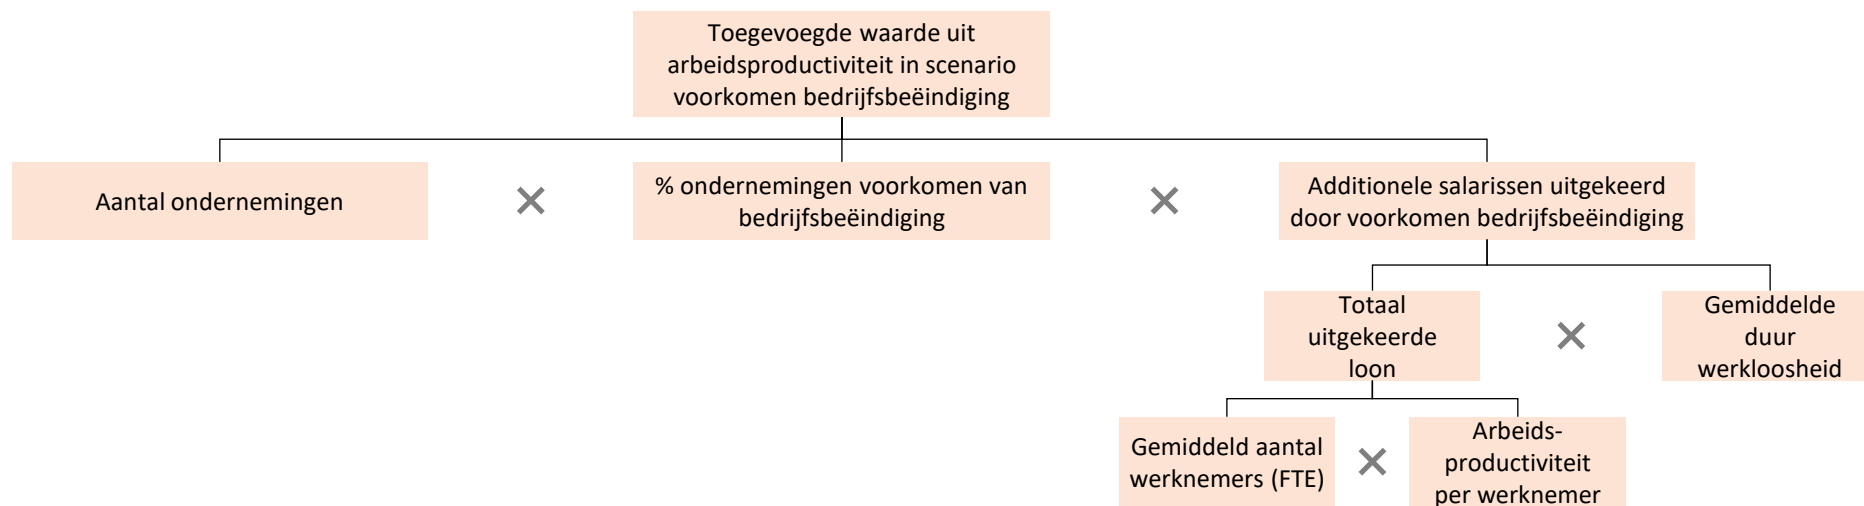 Toegevoegde waarde uit
arbeidsproductiviteit in scenario
voorkomen bedrijfsbeëindiging
Aantal ondernemingen
% ondernemingen voorkomen van
bedrijfsbeëindiging
Additionele salarissen uitgekeerd
door voorkomen bedrijfsbeëindiging
Totaal
uitgekeerde
loon
Gemiddelde
duur
werkloosheid
Gemiddeld aantal
werknemers (FTE)
Arbeids-
productiviteit
per werknemer